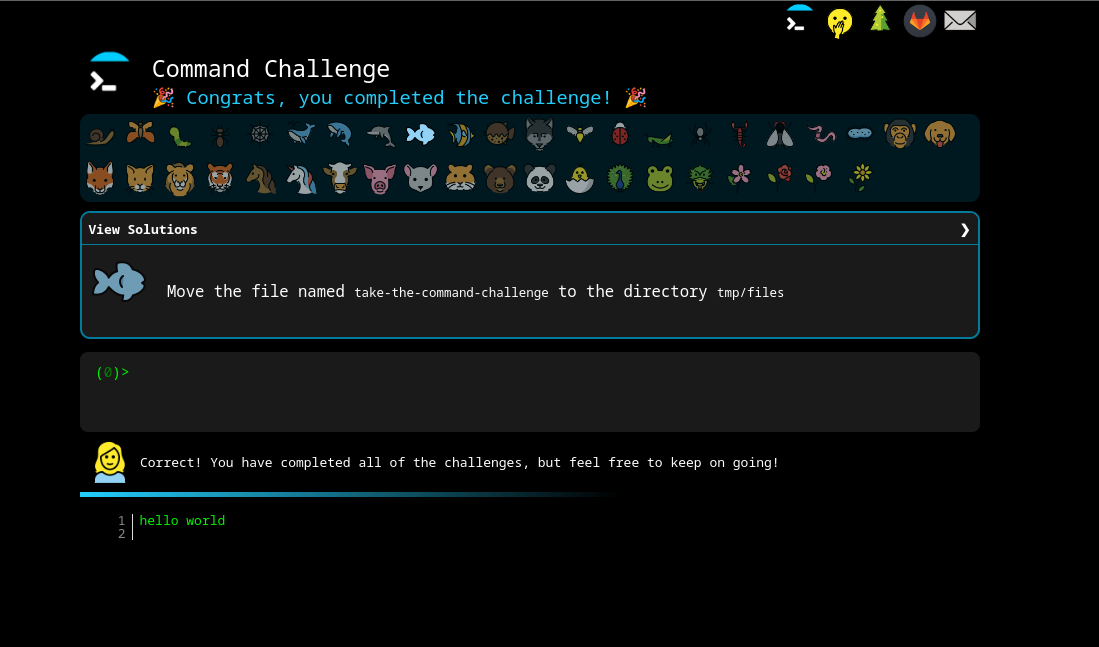 Command Challenge
🎉 Congrats, you completed the challenge! 🎉
View Solutions ❯
Move the file named take-the-command-challenge to the directory tmp/files
(0)>
Correct! You have completed all of the challenges, but feel free to keep on going!
1 hello world
2